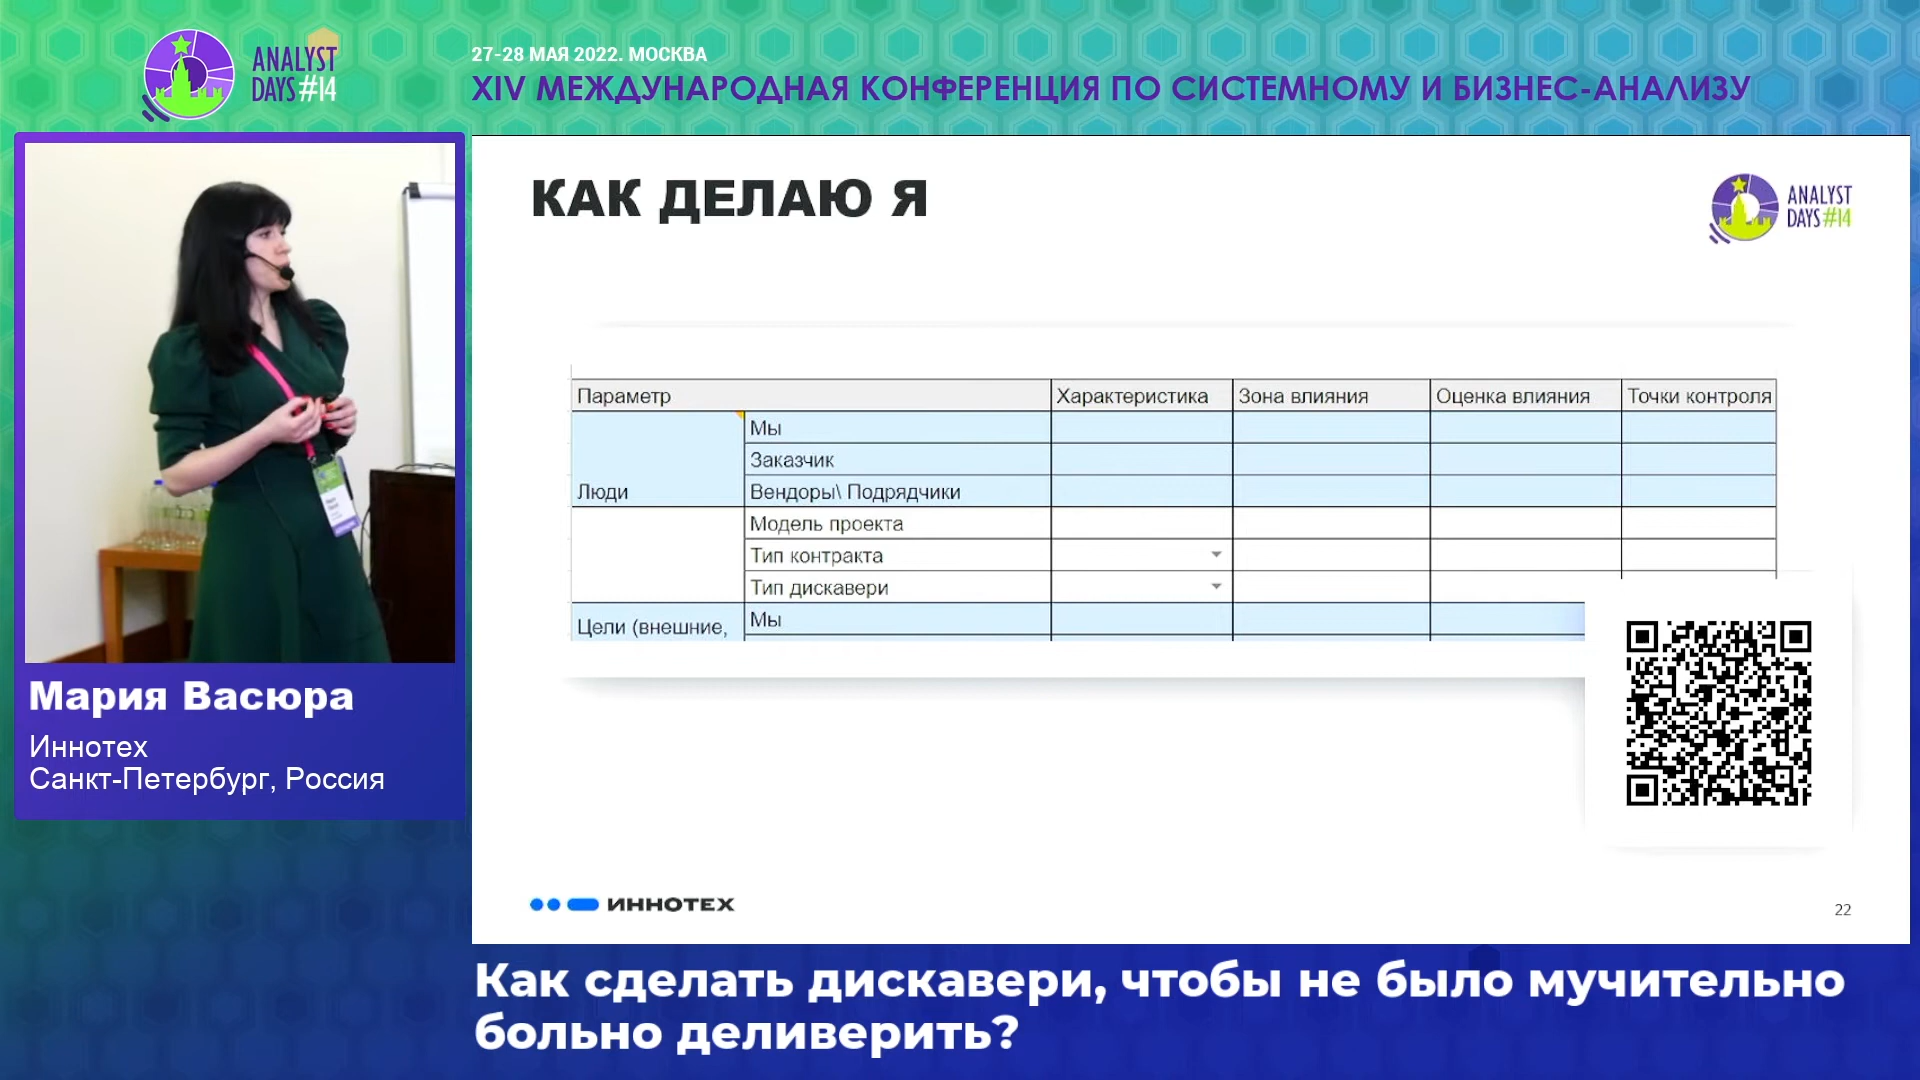 ANALYST
DAYS#14
27-28 МАЯ 2022. МОСКВА
XIV МЕЖДУНАРОДНАЯ КОНФЕРЕНЦИЯ ПО СИСТЕМНОМУ И БИЗНЕС-АНАЛИЗУ
КАК ДЕЛАЮ Я
ANALYST
DAYS#14
Параметр Характеристика Зона влияния Оценка влияния Точки контроля
Мы
Заказчик
Люди Вендоры\ Подрядчики
Модель проекта
Тип контракта
Тип дискавери
Цели (внешние, Мы
Мария Васюра
Иннотех
Санкт-Петербург, Россия
ИННОТЕХ
22
Как сделать дискавери, чтобы не было мучительно
больно деливерить?